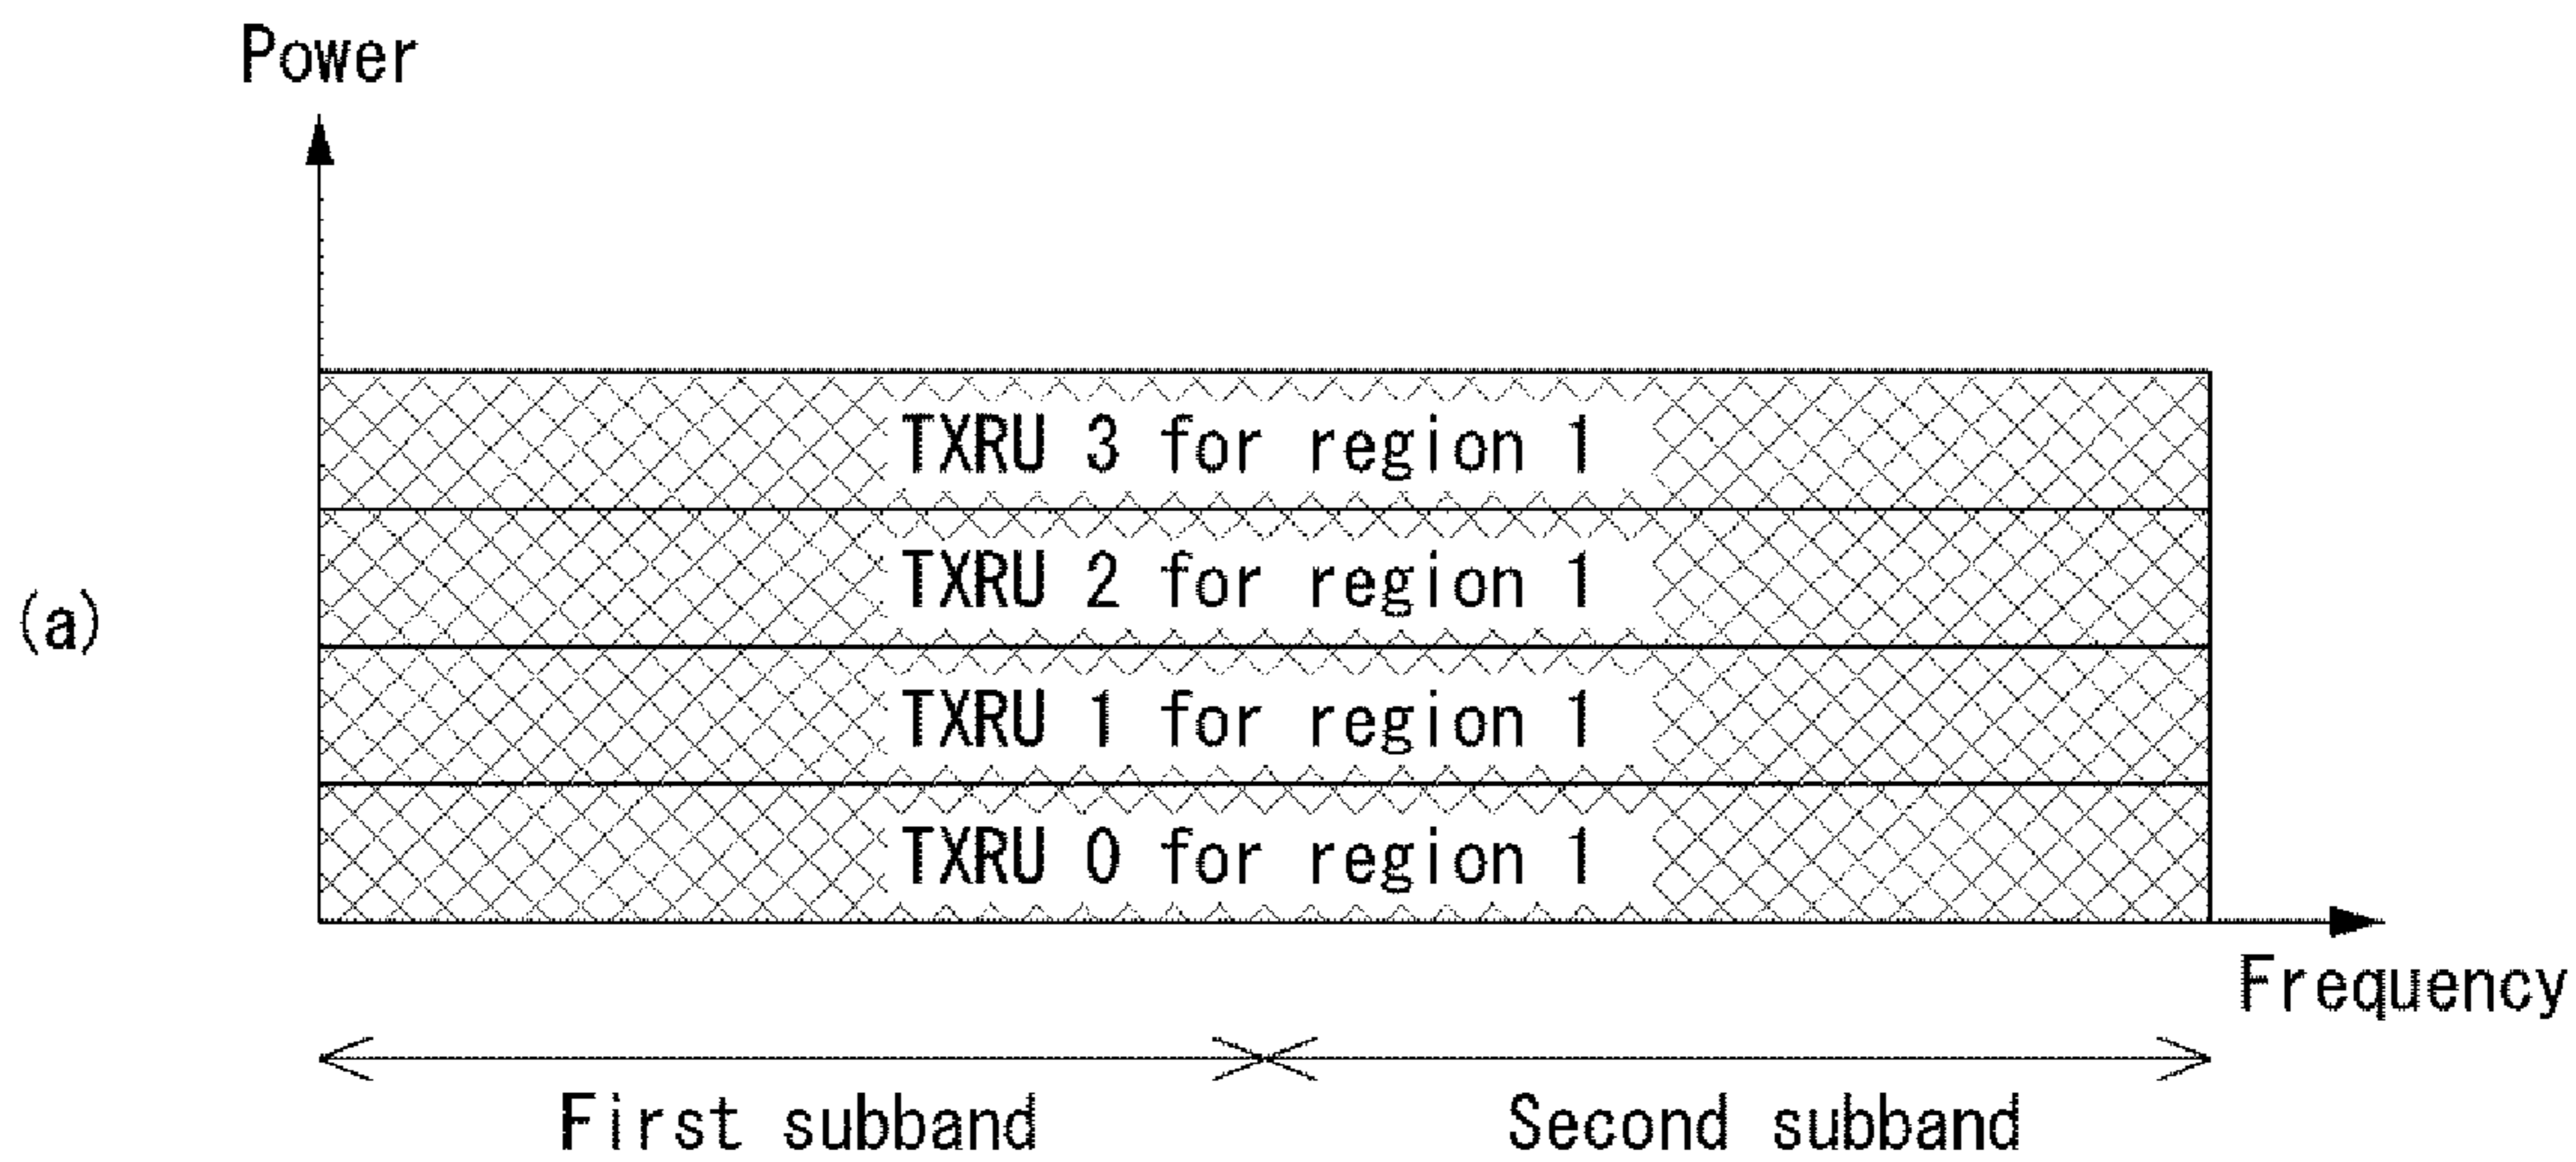 Power
TXRU 3 for region 1
TXRU 2 for region 1
(a)
TXRU 1 for region 1
TXRU 0 for region 1
Frequency
First subband
Second subband